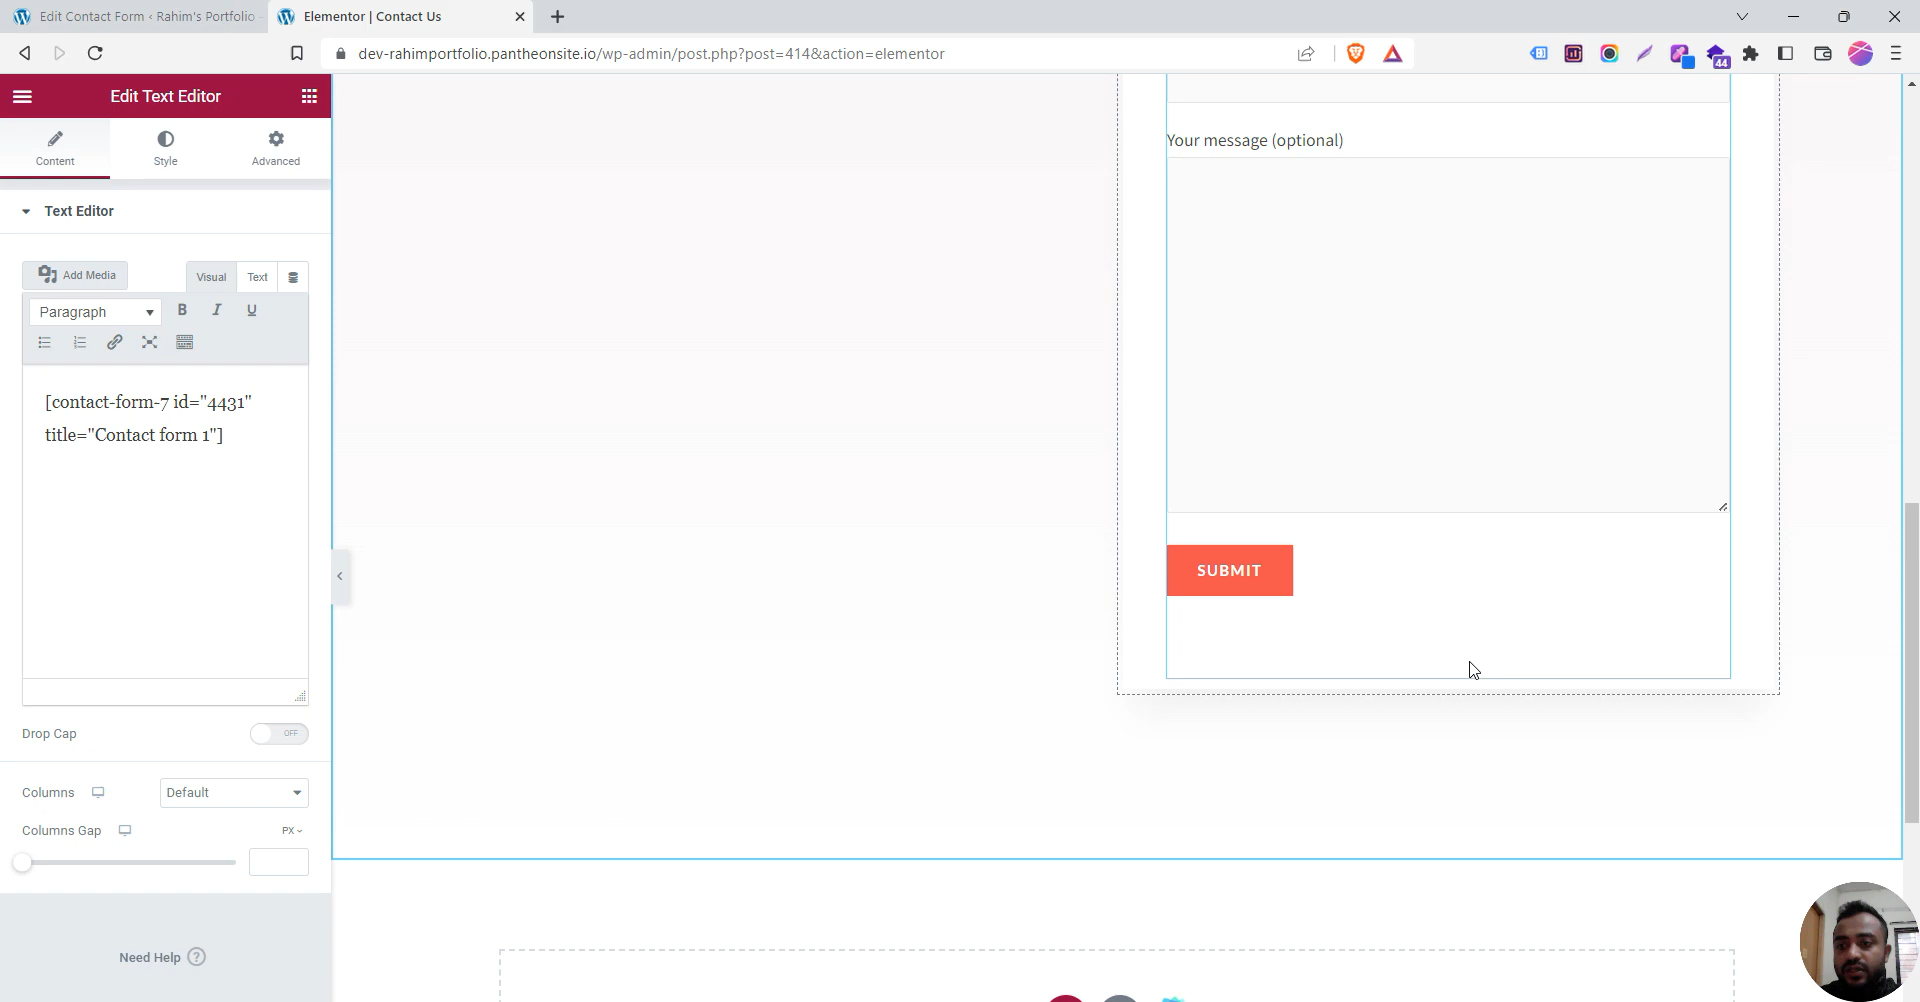 Edit Contact Form ‹ Rahim's Portfolio
Elementor | Contact Us
dev-rahimportfolio.pantheonsite.io/wp-admin/post.php?post=414&action=elementor
44
Edit Text Editor
Content
Style
Advanced
Text Editor
Add Media
Visual
Text
Paragraph
B
I
U
[contact-form-7 id="4431"
title="Contact form 1"]
Drop Cap
OFF
Columns
Default
Columns Gap
PX
Need Help
Your message (optional)
SUBMIT